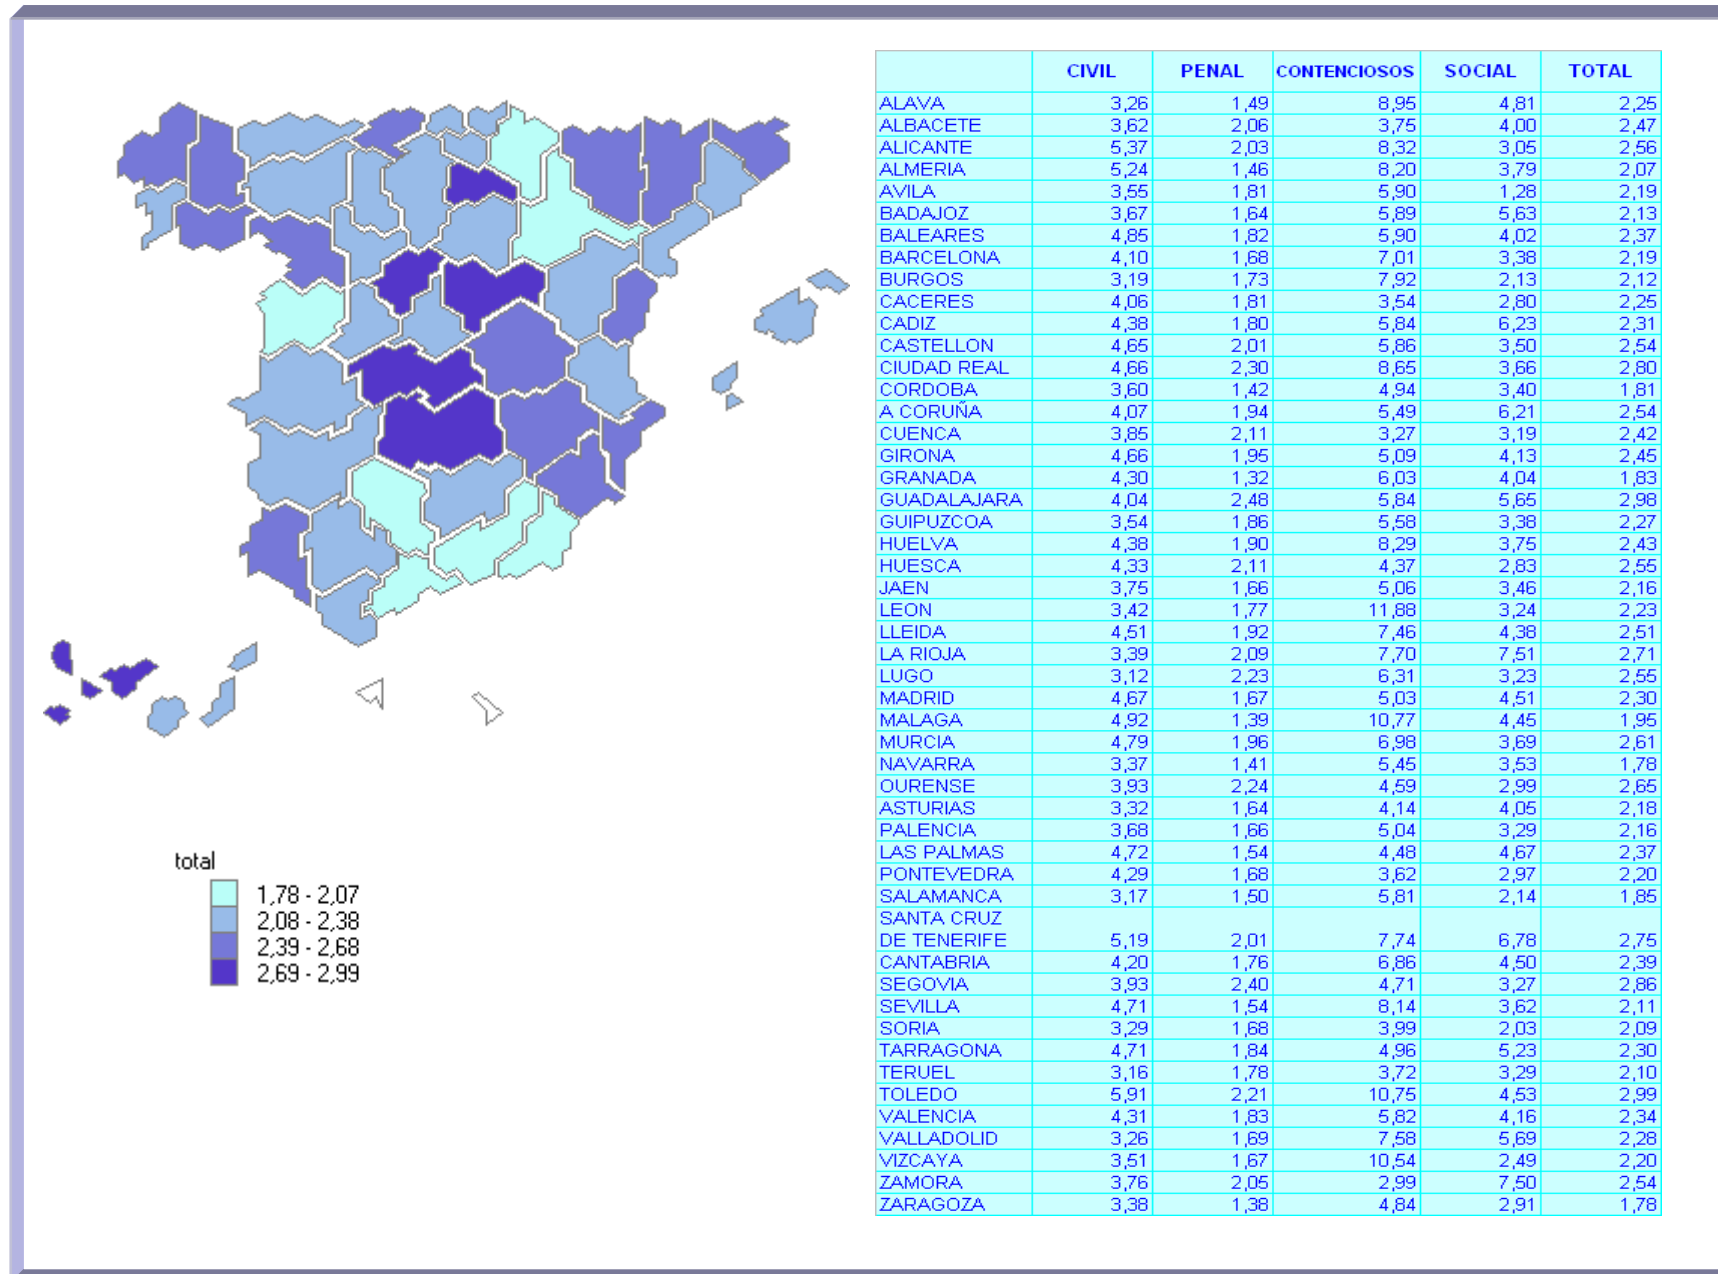 total
1,78 - 2,07
2,08 - 2,38
2,39 - 2,68
2,69 - 2,99
CIVIL PENAL CONTENCIOSOS SOCIAL TOTAL
ALAVA 3,26 1,49 8,95 4,81 2,25
ALBACETE 3,62 2,06 3,75 4,00 2,47
ALICANTE 5,37 2,03 8,32 3,05 2,56
ALMERIA 5,24 1,46 8,20 3,79 2,07
AVILA 3,55 1,81 5,90 1,28 2,19
BADAJOZ 3,67 1,64 5,89 5,63 2,13
BALEARES 4,85 1,82 5,90 4,02 2,37
BARCELONA 4,10 1,68 7,01 3,38 2,19
BURGOS 3,19 1,73 7,92 2,13 2,12
CACERES 4,06 1,81 3,54 2,80 2,25
CADIZ 4,38 1,80 5,84 6,23 2,31
CASTELLON 4,65 2,01 5,86 3,50 2,54
CIUDAD REAL 4,66 2,30 8,65 3,66 2,80
CORDOBA 3,60 1,42 4,94 3,40 1,81
A CORUÑA 4,07 1,94 5,49 6,21 2,54
CUENCA 3,85 2,11 3,27 3,19 2,42
GIRONA 4,66 1,95 5,09 4,13 2,45
GRANADA 4,30 1,32 6,03 4,04 1,83
GUADALAJARA 4,04 2,48 5,84 5,65 2,98
GUIPUZCOA 3,54 1,86 5,58 3,38 2,27
HUELVA 4,38 1,90 8,29 3,75 2,43
HUESCA 4,33 2,11 4,37 2,83 2,55
JAEN 3,75 1,66 5,06 3,46 2,16
LEON 3,42 1,77 11,88 3,24 2,23
LLEIDA 4,51 1,92 7,46 4,38 2,51
LA RIOJA 3,39 2,09 7,70 7,51 2,71
LUGO 3,12 2,23 6,31 3,23 2,55
MADRID 4,67 1,67 5,03 4,51 2,30
MALAGA 4,92 1,39 10,77 4,45 1,95
MURCIA 4,79 1,96 6,98 3,69 2,61
NAVARRA 3,37 1,41 5,45 3,53 1,78
OURENSE 3,93 2,24 4,59 2,99 2,65
ASTURIAS 3,32 1,64 4,14 4,05 2,18
PALENCIA 3,68 1,66 5,04 3,29 2,16
LAS PALMAS 4,72 1,54 4,48 4,67 2,37
PONTEVEDRA 4,29 1,68 3,62 2,97 2,20
SALAMANCA 3,17 1,50 5,81 2,14 1,85
SANTA CRUZ
DE TENERIFE 5,19 2,01 7,74 6,78 2,75
CANTABRIA 4,20 1,76 6,86 4,50 2,39
SEGOVIA 3,93 2,40 4,71 3,27 2,86
SEVILLA 4,71 1,54 8,14 3,62 2,11
SORIA 3,29 1,68 3,99 2,03 2,09
TARRAGONA 4,71 1,84 4,96 5,23 2,30
TERUEL 3,16 1,78 3,72 3,29 2,10
TOLEDO 5,91 2,21 10,75 4,53 2,99
VALENCIA 4,31 1,83 5,82 4,16 2,34
VALLADOLID 3,26 1,69 7,58 5,69 2,28
VIZCAYA 3,51 1,67 10,54 2,49 2,20
ZAMORA 3,76 2,05 2,99 7,50 2,54
ZARAGOZA 3,38 1,38 4,84 2,91 1,78